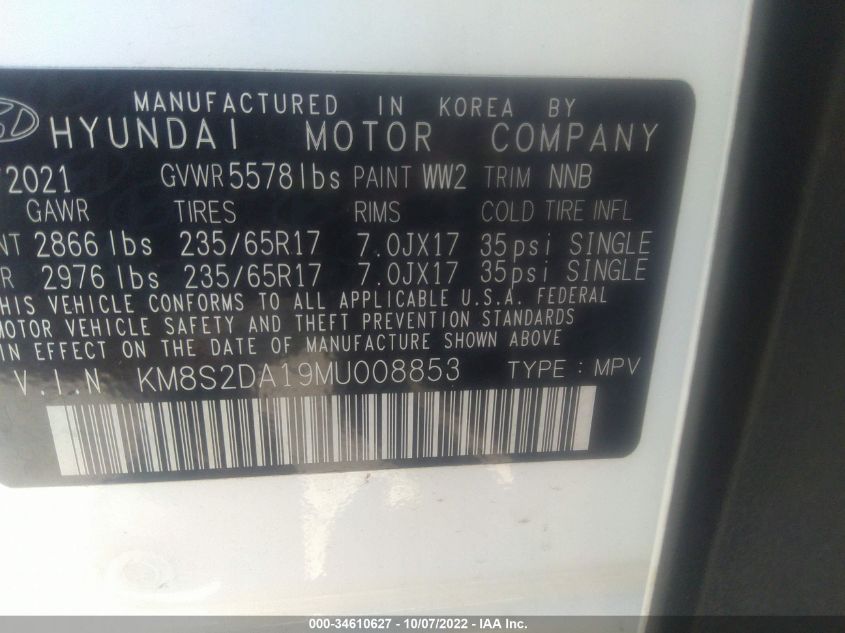 MANUFACTURED IN KOREA BY
HYUNDAI MOTOR COMPANY
2021 GVWR 5578 lbs PAINT WW2 TRIM NNB
GAWR TIRES RIMS COLD TIRE INFL
NT 2866 lbs 235/65R17 7.0JX17 35psi SINGLE
R 2976 lbs 235/65R17 7.0JX17 35psi SINGLE
HIS VEHICLE CONFORMS TO ALL APPLICABLE U.S.A. FEDERAL
MOTOR VEHICLE SAFETY AND THEFT PREVENTION STANDARDS
IN EFFECT ON THE DATE OF MANUFACTURE SHOWN ABOVE
V.I.N KM8S2DA19MU008853 TYPE : MPV
000-34610627 - 10/07/2022 - IAA Inc.